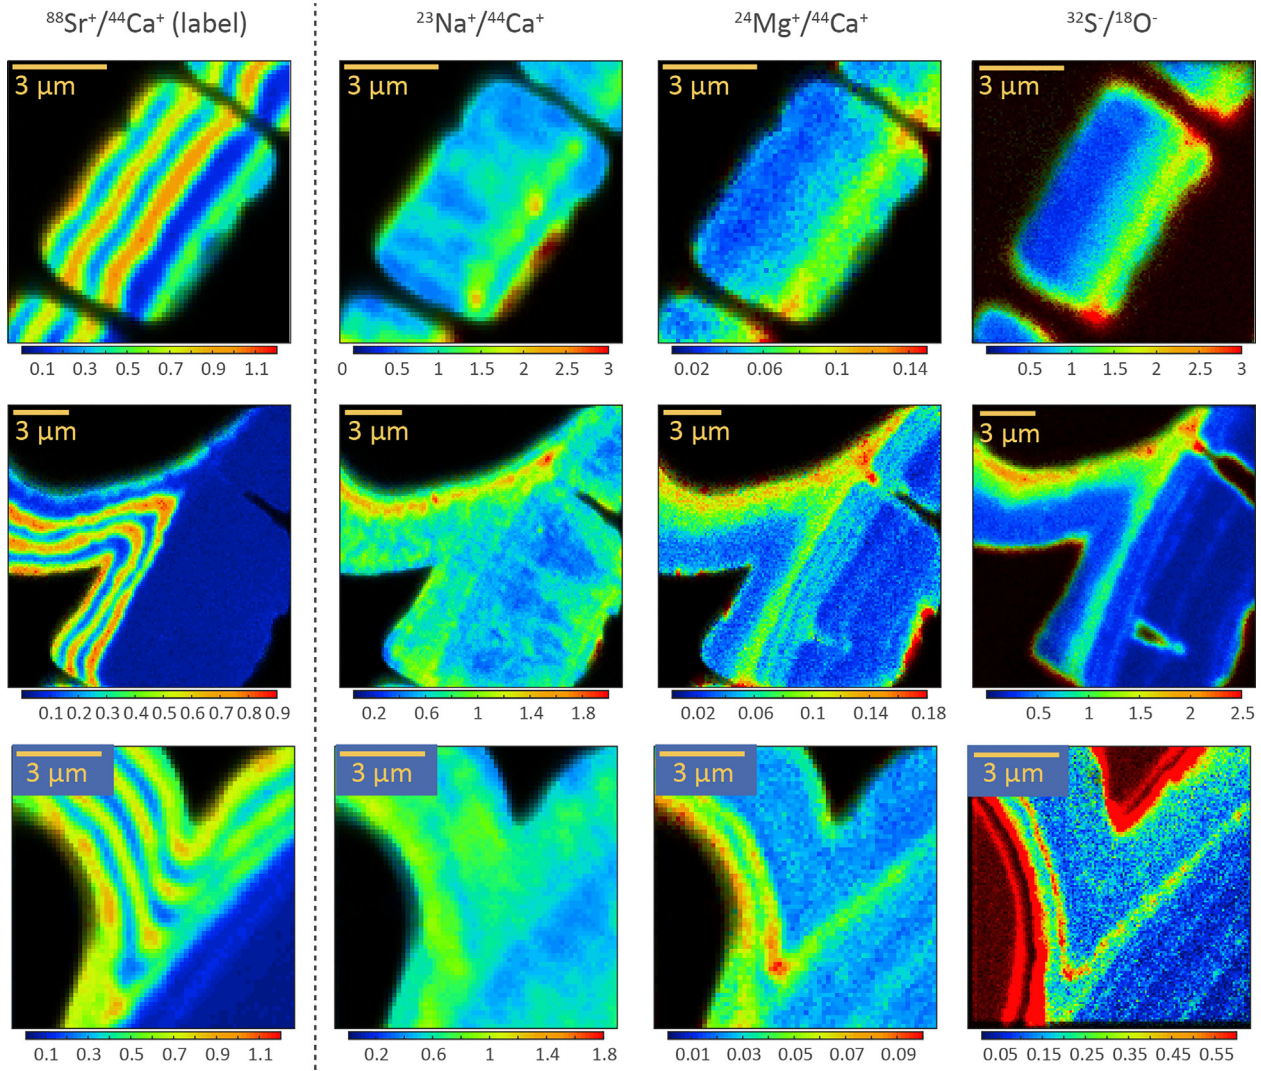 ⁸⁸Sr⁺/⁴⁴Ca⁺ (label) ²³Na⁺/⁴⁴Ca⁺ ²⁴Mg⁺/⁴⁴Ca⁺ ³²S⁻/¹⁸O⁻
3 µm 3 µm 3 µm 3 µm
0.1 0.3 0.5 0.7 0.9 1.1 0 0.5 1 1.5 2 2.5 3 0.02 0.06 0.1 0.14 0.5 1 1.5 2 2.5 3
3 µm 3 µm 3 µm 3 µm
0.1 0.2 0.3 0.4 0.5 0.6 0.7 0.8 0.9 0.2 0.6 1 1.4 1.8 0.02 0.06 0.1 0.14 0.18 0.5 1 1.5 2 2.5
3 µm 3 µm 3 µm 3 µm
0.1 0.3 0.5 0.7 0.9 1.1 0.2 0.6 1 1.4 1.8 0.01 0.03 0.05 0.07 0.09 0.05 0.15 0.25 0.35 0.45 0.55